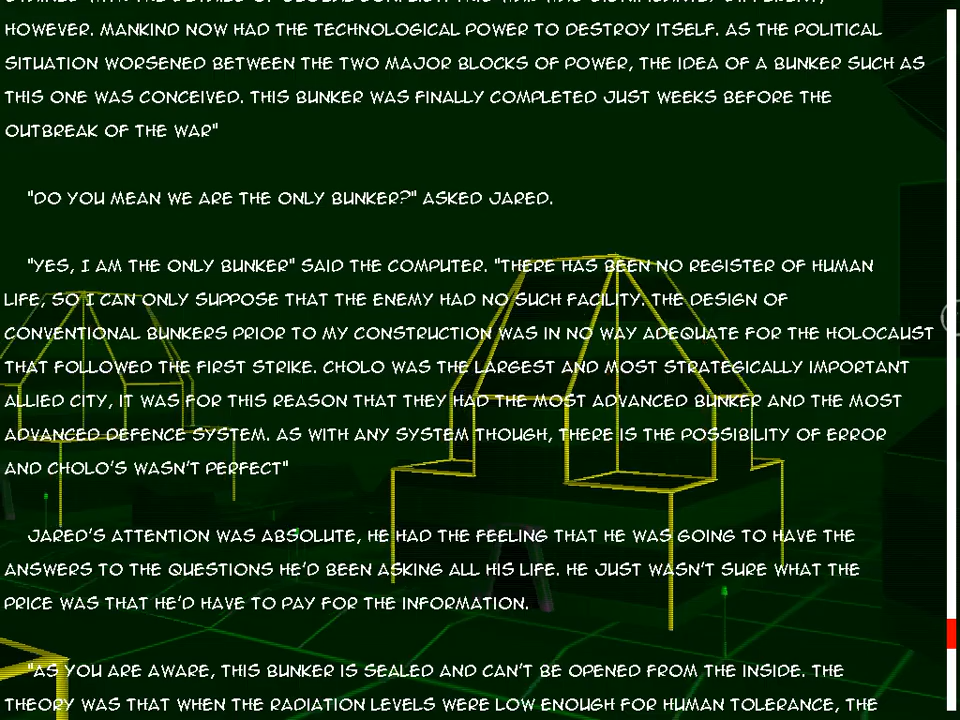 HOWEVER. MANKIND NOW HAD THE TECHNOLOGICAL POWER TO DESTROY ITSELF. AS THE POLITICAL
SITUATION WORSENED BETWEEN THE TWO MAJOR BLOCKS OF POWER, THE IDEA OF A BUNKER SUCH AS
THIS ONE WAS CONCEIVED. THIS BUNKER WAS FINALLY COMPLETED JUST WEEKS BEFORE THE
OUTBREAK OF THE WAR"
"DO YOU MEAN WE ARE THE ONLY BUNKER?" ASKED JARED.
"YES, I AM THE ONLY BUNKER" SAID THE COMPUTER. "THERE HAS BEEN NO REGISTER OF HUMAN
LIFE, SO I CAN ONLY SUPPOSE THAT THE ENEMY HAD NO SUCH FACILITY. THE DESIGN OF
CONVENTIONAL BUNKERS PRIOR TO MY CONSTRUCTION WAS IN NO WAY ADEQUATE FOR THE HOLOCAUST
THAT FOLLOWED THE FIRST STRIKE. CHOLO WAS THE LARGEST AND MOST STRATEGICALLY IMPORTANT
ALLIED CITY, IT WAS FOR THIS REASON THAT THEY HAD THE MOST ADVANCED BUNKER AND THE MOST
ADVANCED DEFENCE SYSTEM. AS WITH ANY SYSTEM THOUGH, THERE IS THE POSSIBILITY OF ERROR
AND CHOLO'S WASN'T PERFECT"
JARED'S ATTENTION WAS ABSOLUTE, HE HAD THE FEELING THAT HE WAS GOING TO HAVE THE
ANSWERS TO THE QUESTIONS HE'D BEEN ASKING ALL HIS LIFE. HE JUST WASN'T SURE WHAT THE
PRICE WAS THAT HE'D HAVE TO PAY FOR THE INFORMATION.
"AS YOU ARE AWARE, THIS BUNKER IS SEALED AND CAN'T BE OPENED FROM THE INSIDE. THE
THEORY WAS THAT WHEN THE RADIATION LEVELS WERE LOW ENOUGH FOR HUMAN TOLERANCE, THE